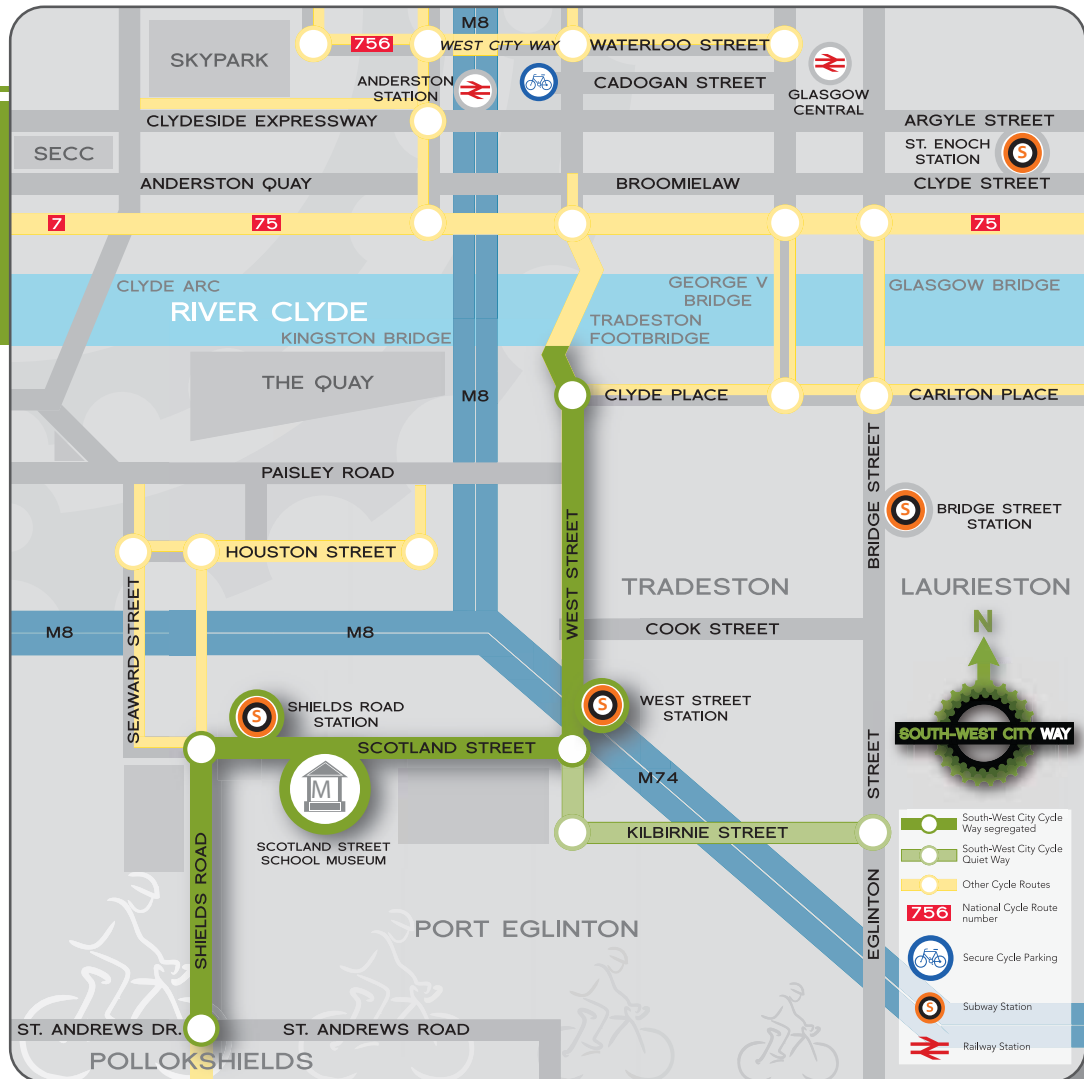 M8
756
WEST CITY WAY
WATERLOO STREET
SKYPARK
ANDERSTON
STATION
CADOGAN STREET
GLASGOW
CENTRAL
CLYDESIDE EXPRESSWAY
ARGYLE STREET
SECC
ST. ENOCH
STATION
S
ANDERSTON QUAY
BROOMIELAW
CLYDE STREET
7
75
75
CLYDE ARC
GEORGE V
BRIDGE
GLASGOW BRIDGE
RIVER CLYDE
TRADESTON
FOOTBRIDGE
KINGSTON BRIDGE
THE QUAY
M8
CLYDE PLACE
CARLTON PLACE
PAISLEY ROAD
BRIDGE STREET
S
BRIDGE STREET
STATION
HOUSTON STREET
WEST STREET
TRADESTON
LAURIESTON
SEAWARD STREET
M8
M8
COOK STREET
N
S
SHIELDS ROAD
STATION
S
WEST STREET
STATION
SOUTH-WEST CITY WAY
SCOTLAND STREET
M74
STREET
M
SCOTLAND STREET
SCHOOL MUSEUM
KILBIRNIE STREET
SHIELDS ROAD
EGLINTON
PORT EGLINTON
South-West City Cycle
Way segregated
South-West City Cycle
Quiet Way
Other Cycle Routes
756
National Cycle Route
number
Secure Cycle Parking
S
Subway Station
Railway Station
ST. ANDREWS DR.
ST. ANDREWS ROAD
POLLOKSHIELDS